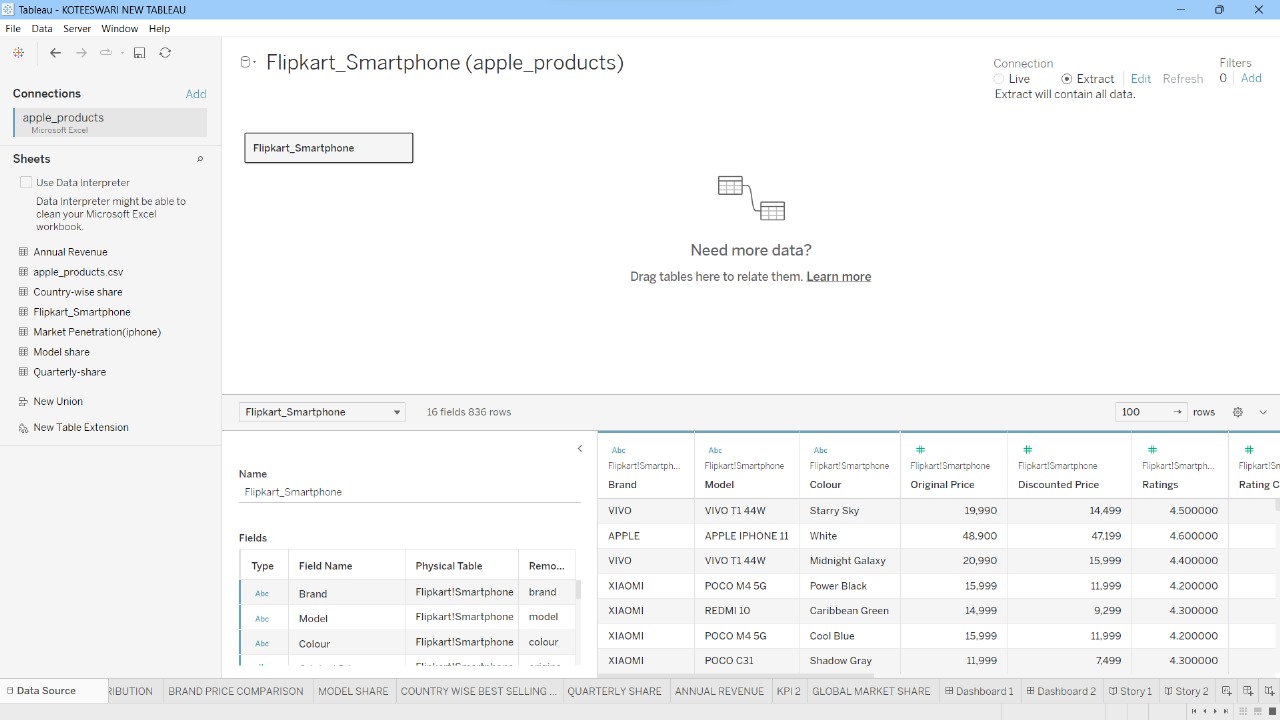 Tableau - KOTEESWARI NEW TABLEAU
File Data Server Window Help
Connections Add
apple_products
Microsoft Excel
Sheets
Use Data Interpreter
Data Interpreter might be able to
clean your Microsoft Excel
workbook.
Annual Revenue
apple_products.csv
Country-wise share
Flipkart_Smartphone
Market Penetration(iphone)
Model share
Quarterly-share
New Union
New Table Extension
Flipkart_Smartphone (apple_products)
Connection
Live Extract Edit Refresh
Extract will contain all data.
Filters
0 Add
Flipkart_Smartphone
Need more data?
Drag tables here to relate them. Learn more
Flipkart_Smartphone 16 fields 836 rows 100 rows
Name
Flipkart_Smartphone
Fields
Type Field Name Physical Table Remo...
Abc Brand Flipkart!Smartphone brand
Abc Model Flipkart!Smartphone model
Abc Colour Flipkart!Smartphone colour
Abc Abc Abc
Flipkart!Smartph... Flipkart!Smartphone Flipkart!Smartphone Flipkart!Smartphone Flipkart!Smartphone Flipkart!Smartph... Flipkart!Sm
Brand Model Colour Original Price Discounted Price Ratings Rating C
VIVO VIVO T1 44W Starry Sky 19,990 14,499 4.500000
APPLE APPLE IPHONE 11 White 48,900 47,199 4.600000
VIVO VIVO T1 44W Midnight Galaxy 20,990 15,999 4.400000
XIAOMI POCO M4 5G Power Black 15,999 11,999 4.200000
XIAOMI REDMI 10 Caribbean Green 14,999 9,299 4.300000
XIAOMI POCO M4 5G Cool Blue 15,999 11,999 4.200000
XIAOMI POCO C31 Shadow Gray 11,999 7,499 4.300000
Data Source RIBUTION BRAND PRICE COMPARISON MODEL SHARE COUNTRY WISE BEST SELLING ... QUARTERLY SHARE ANNUAL REVENUE KPI 2 GLOBAL MARKET SHARE Dashboard 1 Dashboard 2 Story 1 Story 2